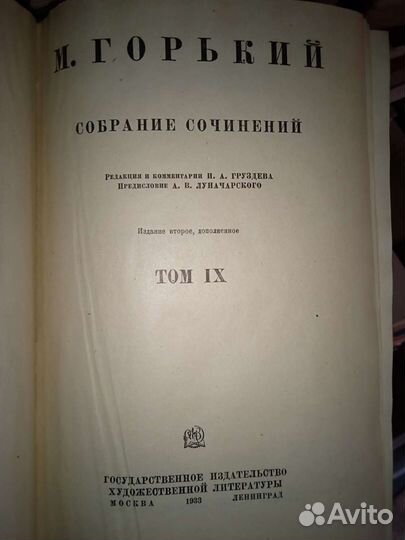 М. ГОРЬКИЙ
СОБРАНИЕ СОЧИНЕНИЙ
Редакция и комментарии И. А. ГРУЗДЕВА
Предисловие А. В. ЛУНАЧАРСКОГО
Издание второе, дополненное
ТОМ IX
ГОСУДАРСТВЕННОЕ ИЗДАТЕЛЬСТВО
ХУДОЖЕСТВЕННОЙ ЛИТЕРАТУРЫ
МОСКВА 1933 ЛЕНИНГРАД
Avito